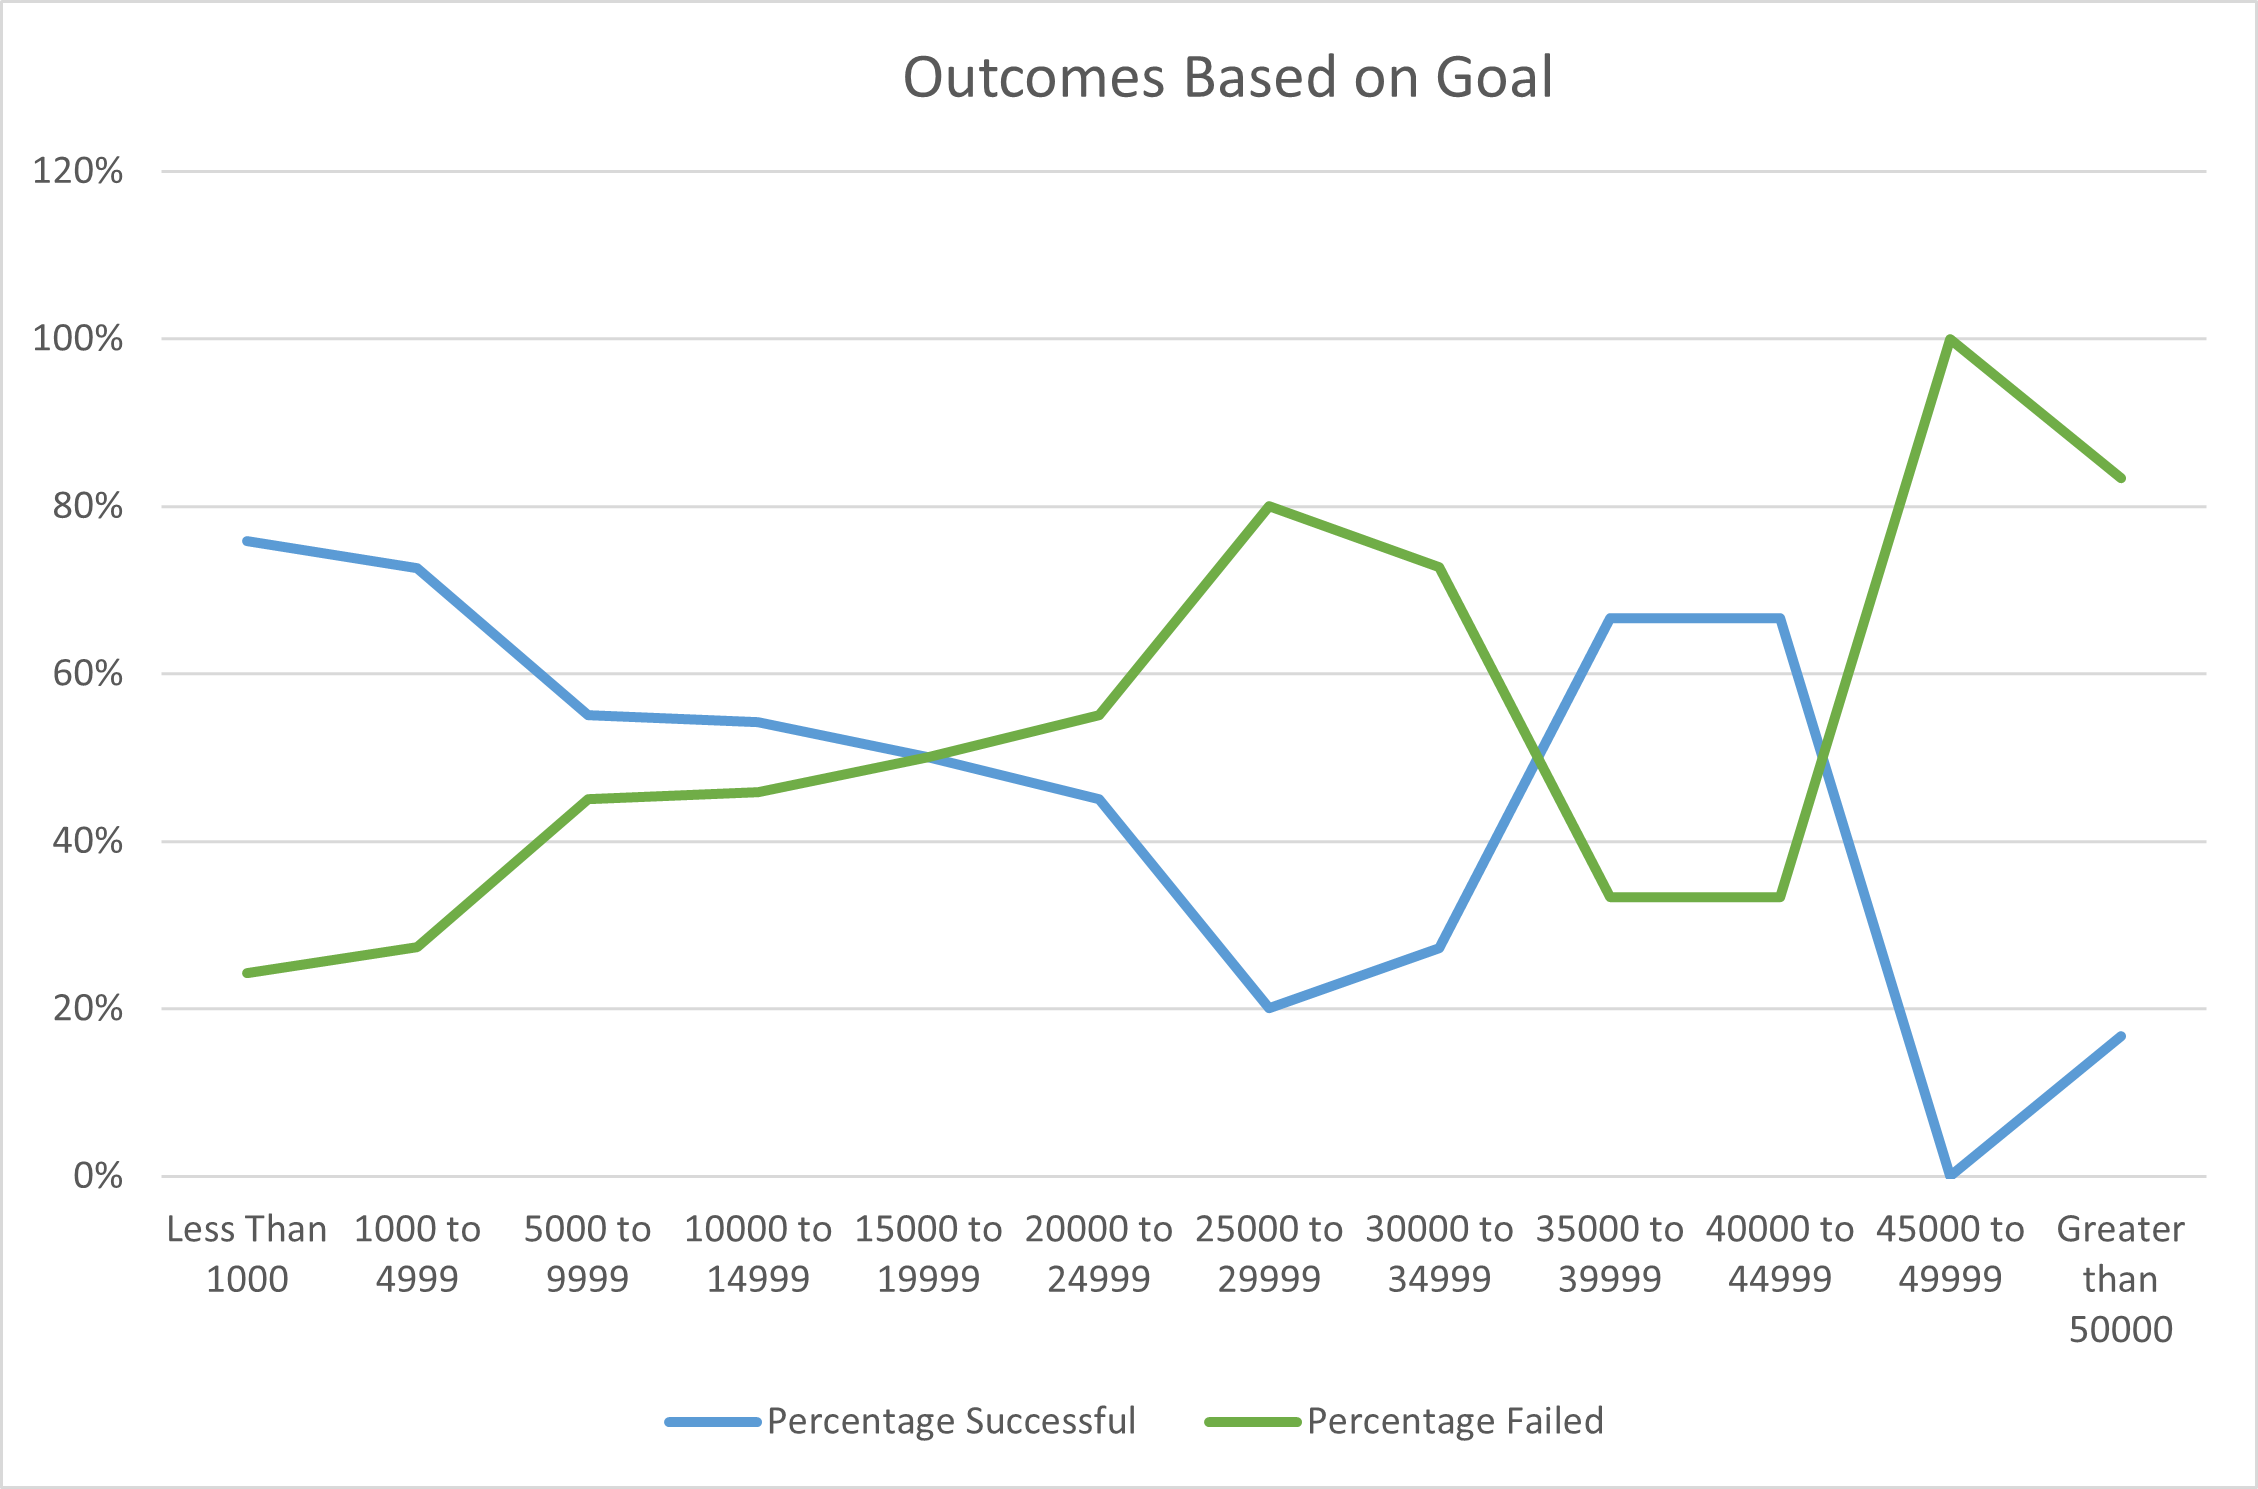 Outcomes Based on Goal
120%
100%
80%
60%
40%
20%
0%
Less Than 1000 to 5000 to 10000 to 15000 to 20000 to 25000 to 30000 to 35000 to 40000 to 45000 to Greater
1000 4999 9999 14999 19999 24999 29999 34999 39999 44999 49999 than
50000
Percentage Successful Percentage Failed